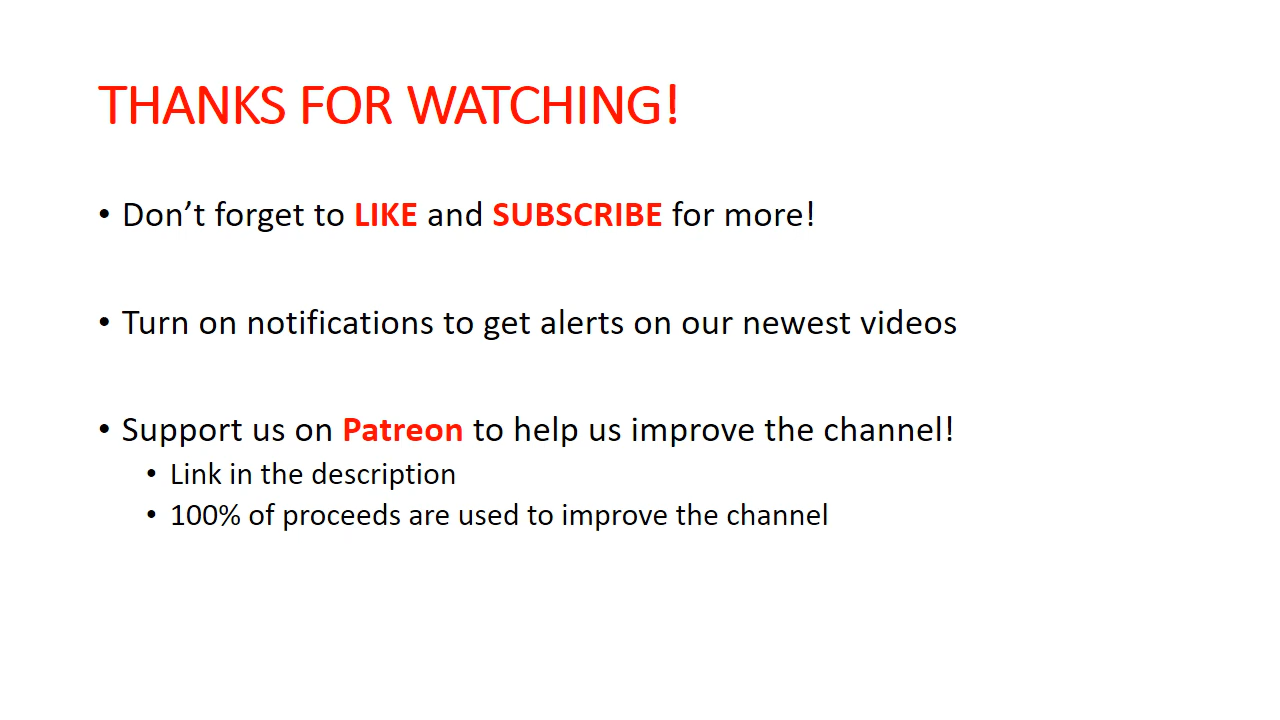 THANKS FOR WATCHING!
• Don’t forget to LIKE and SUBSCRIBE for more!
• Turn on notifications to get alerts on our newest videos
• Support us on Patreon to help us improve the channel!
• Link in the description
• 100% of proceeds are used to improve the channel